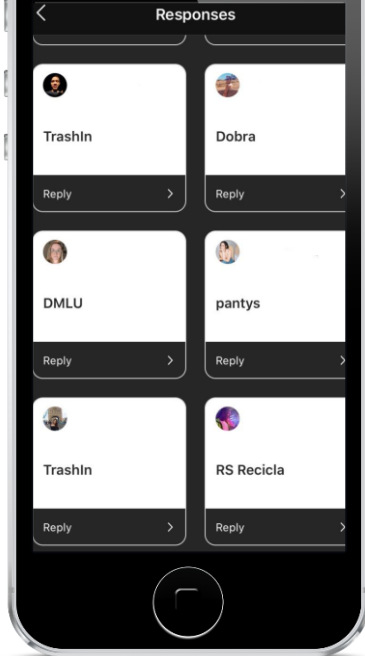 Responses
TrashIn
Dobra
Reply
Reply
DMLU
pantys
Reply
Reply
TrashIn
RS Recicla
Reply
Reply